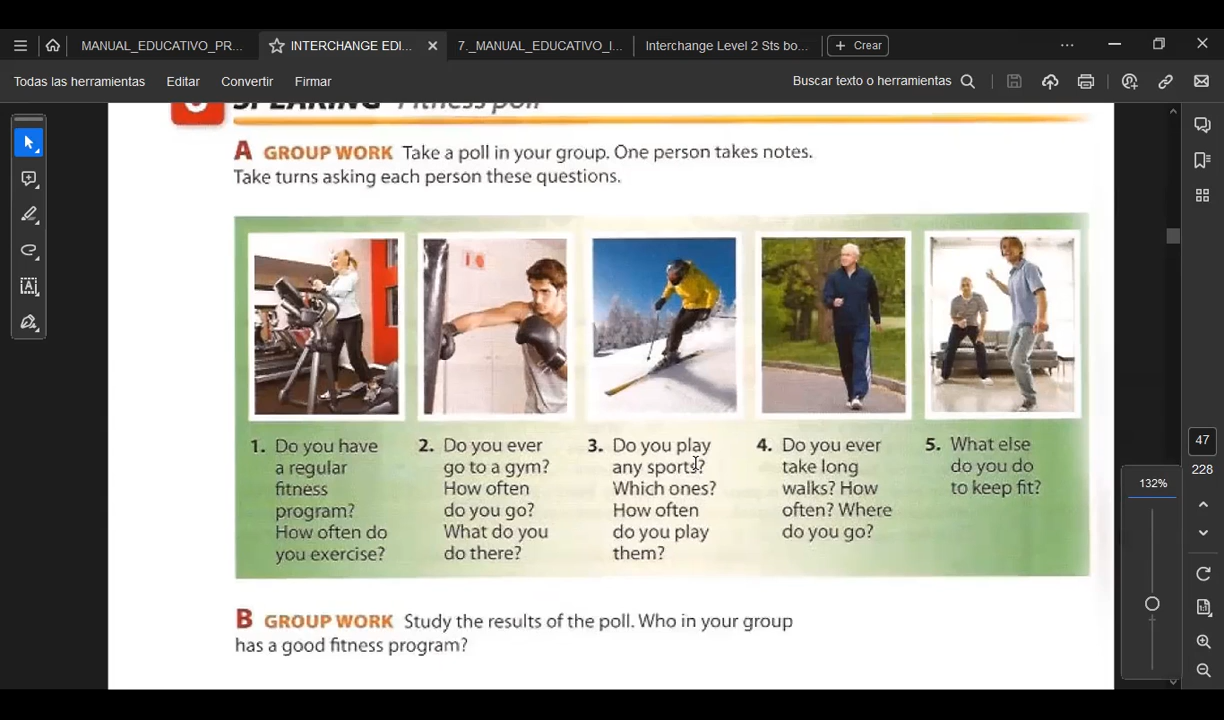 MANUAL_EDUCATIVO_PR...
INTERCHANGE EDI...
7._MANUAL_EDUCATIVO_I...
Interchange Level 2 Sts bo...
Crear
Todas las herramientas
Editar
Convertir
Firmar
Buscar texto o herramientas
SPEAKING Fitness poll
A GROUP WORK Take a poll in your group. One person takes notes.
Take turns asking each person these questions.
1. Do you have
a regular
fitness
program?
How often do
you exercise?
2. Do you ever
go to a gym?
How often
do you go?
What do you
do there?
3. Do you play
any sports?
Which ones?
How often
do you play
them?
4. Do you ever
take long
walks? How
often? Where
do you go?
5. What else
do you do
to keep fit?
B GROUP WORK Study the results of the poll. Who in your group
has a good fitness program?
47
228
132%